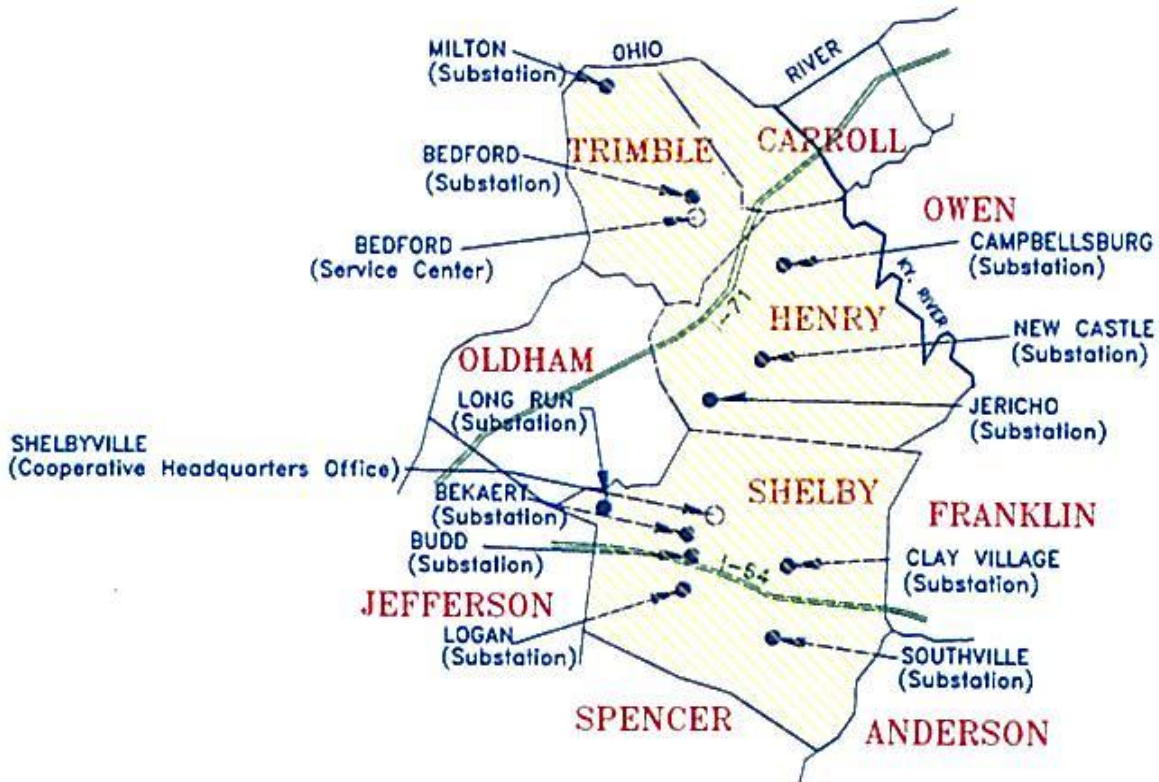 OHIO
RIVER
MILTON
(Substation)
BEDFORD
(Substation)
TRIMBLE
CARROLL
OWEN
BEDFORD
(Service Center)
CAMPBELLSBURG
(Substation)
KY. RIVER
I-71
HENRY
NEW CASTLE
(Substation)
OLDHAM
LONG RUN
(Substation)
JERICHO
(Substation)
SHELBYVILLE
(Cooperative Headquarters Office)
SHELBY
BEKAERT
(Substation)
FRANKLIN
BUDD
(Substation)
I-64
CLAY VILLAGE
(Substation)
JEFFERSON
LOGAN
(Substation)
SOUTHVILLE
(Substation)
SPENCER
ANDERSON